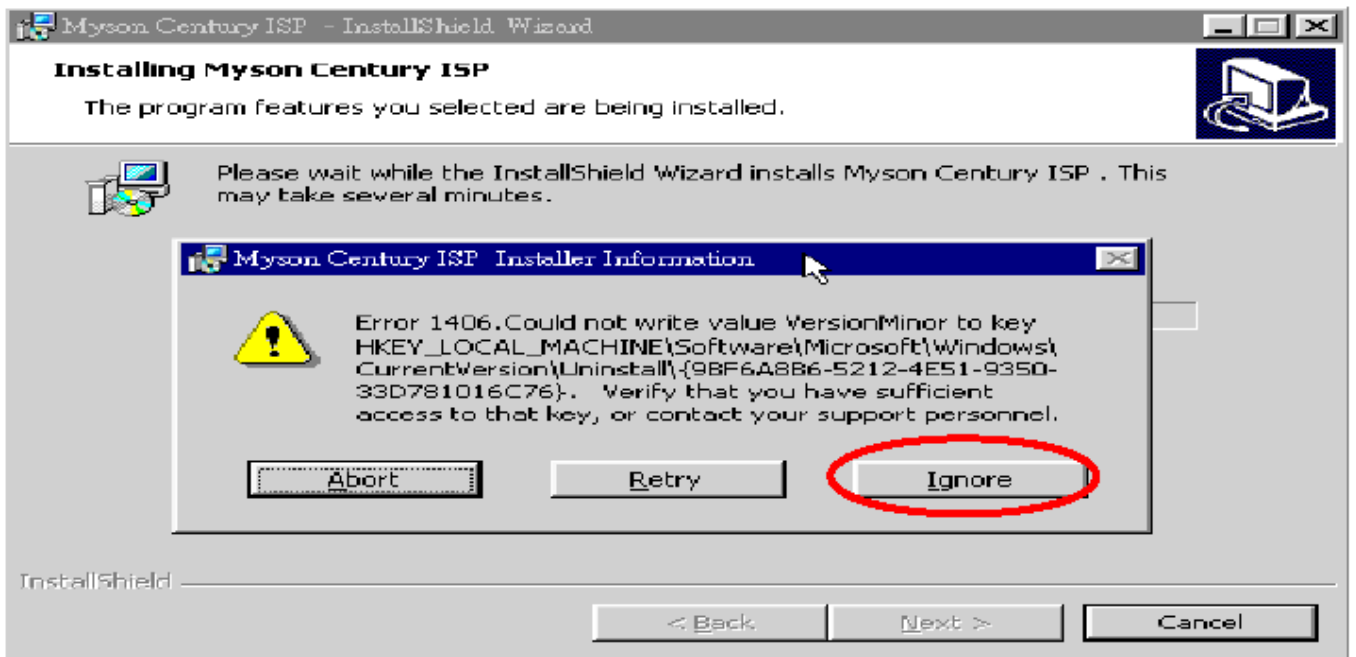 Myson Century ISP - InstallShield Wizard
Installing Myson Century ISP
The program features you selected are being installed.
Please wait while the InstallShield Wizard installs Myson Century ISP . This
may take several minutes.
Myson Century ISP Installer Information
Error 1406.Could not write value VersionMinor to key
HKEY_LOCAL_MACHINE\Software\Microsoft\Windows\
CurrentVersion\Uninstall\{9BF6A8B6-5212-4E51-9350-
33D781016C76}. Verify that you have sufficient
access to that key, or contact your support personnel.
Abort
Retry
Ignore
InstallShield
< Back
Next >
Cancel